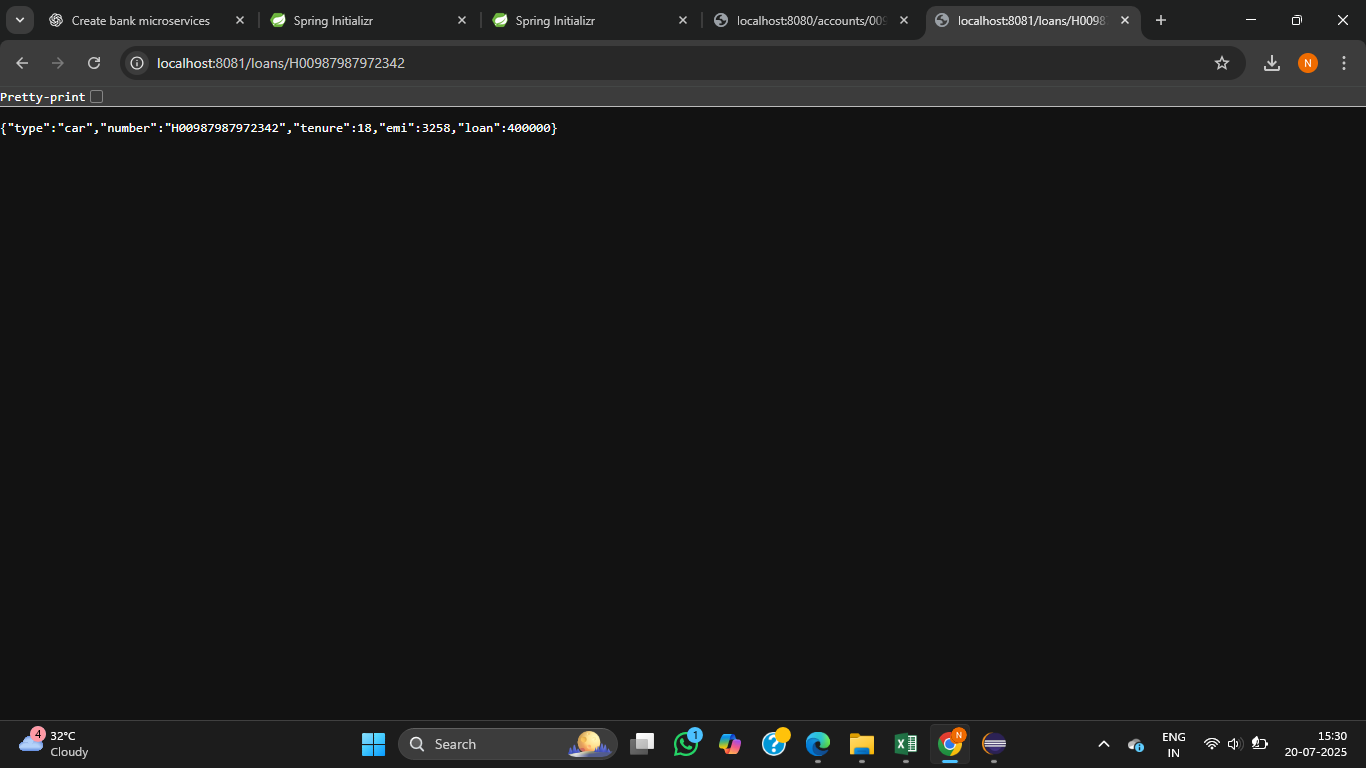 Create bank microservices
Spring Initializr
Spring Initializr
localhost:8080/accounts/009
localhost:8081/loans/H0098
localhost:8081/loans/H00987987972342
N
Pretty-print
{"type":"car","number":"H00987987972342","tenure":18,"emi":3258,"loan":400000}
4
32°C
Cloudy
Search
1
N
ENG
IN
15:30
20-07-2025